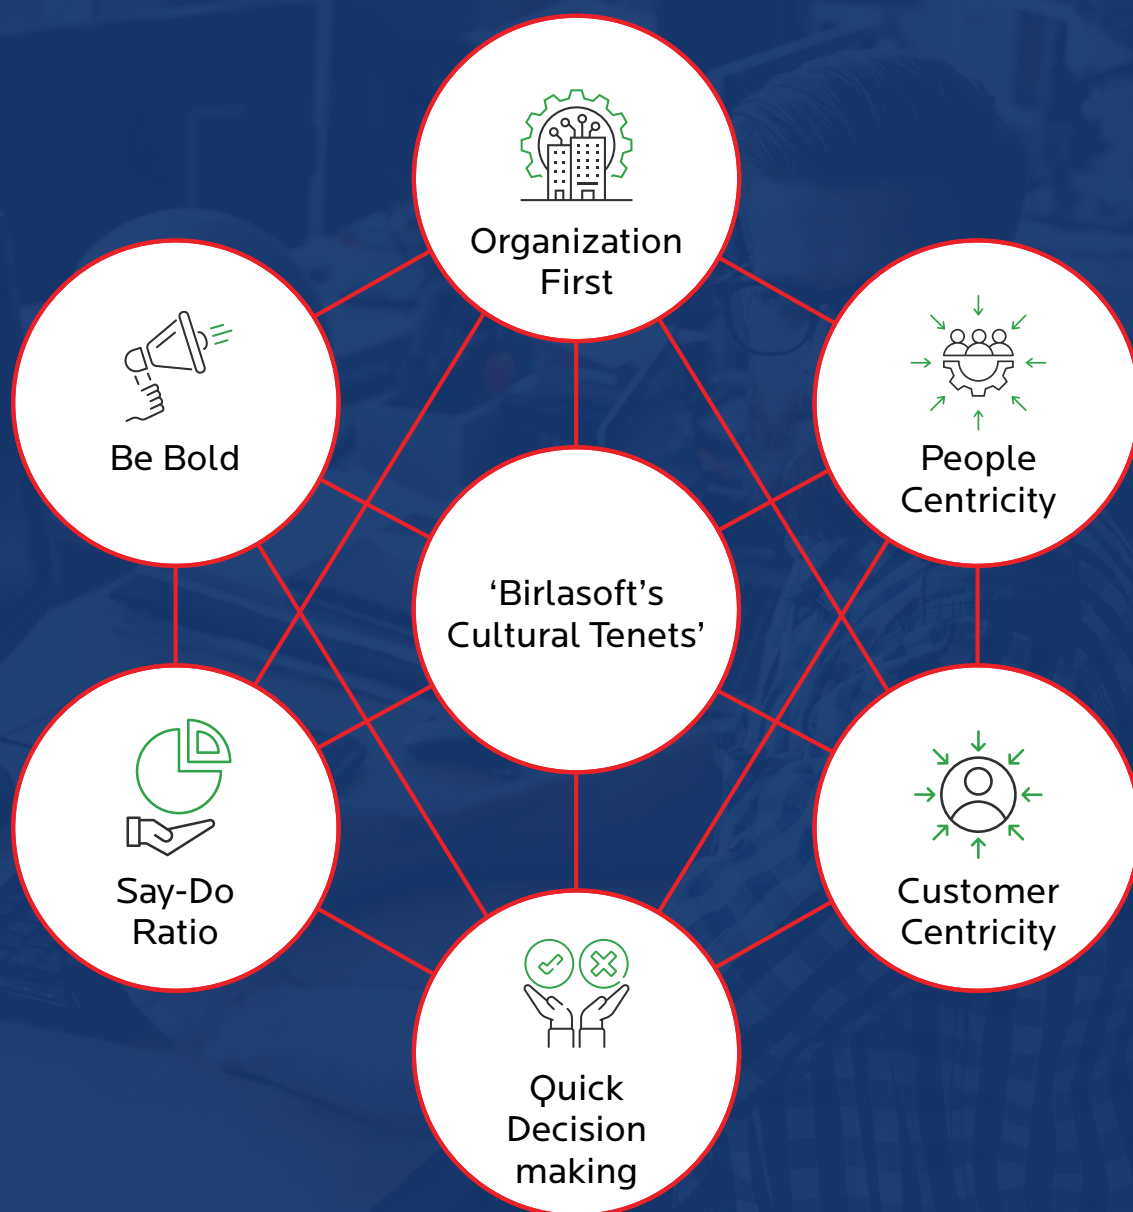 Organization
First
Be Bold
People
Centricity
‘Birlasoft’s
Cultural Tenets’
Say-Do
Ratio
Customer
Centricity
Quick
Decision
making